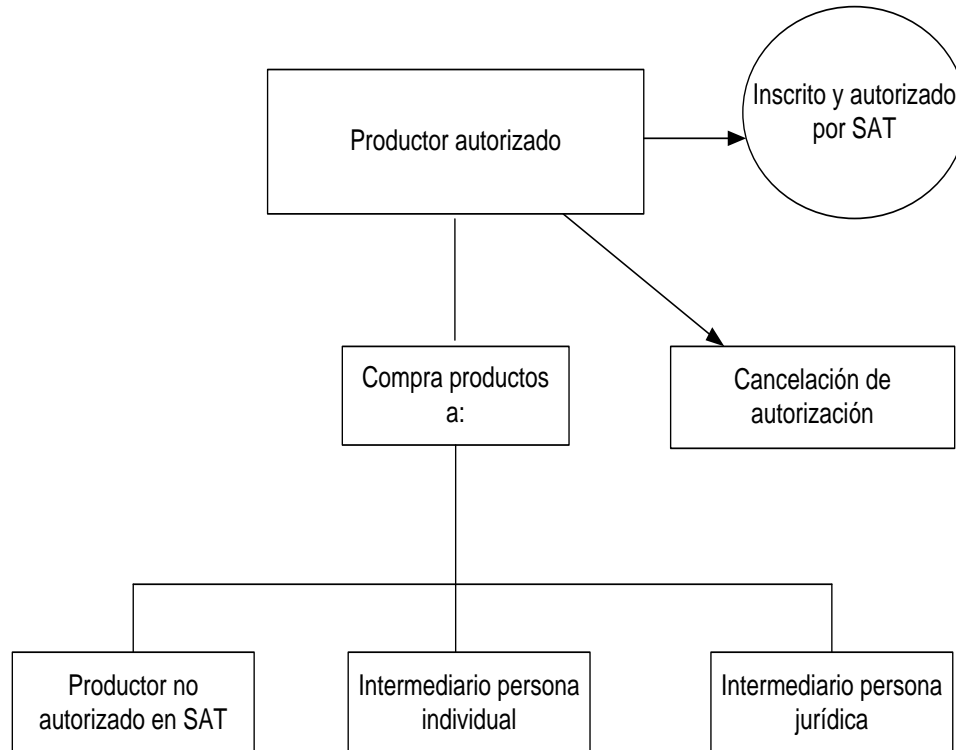 Inscrito y autorizado
por SAT
Productor autorizado
Compra productos
a:
Cancelación de
autorización
Productor no
autorizado en SAT
Intermediario persona
individual
Intermediario persona
jurídica